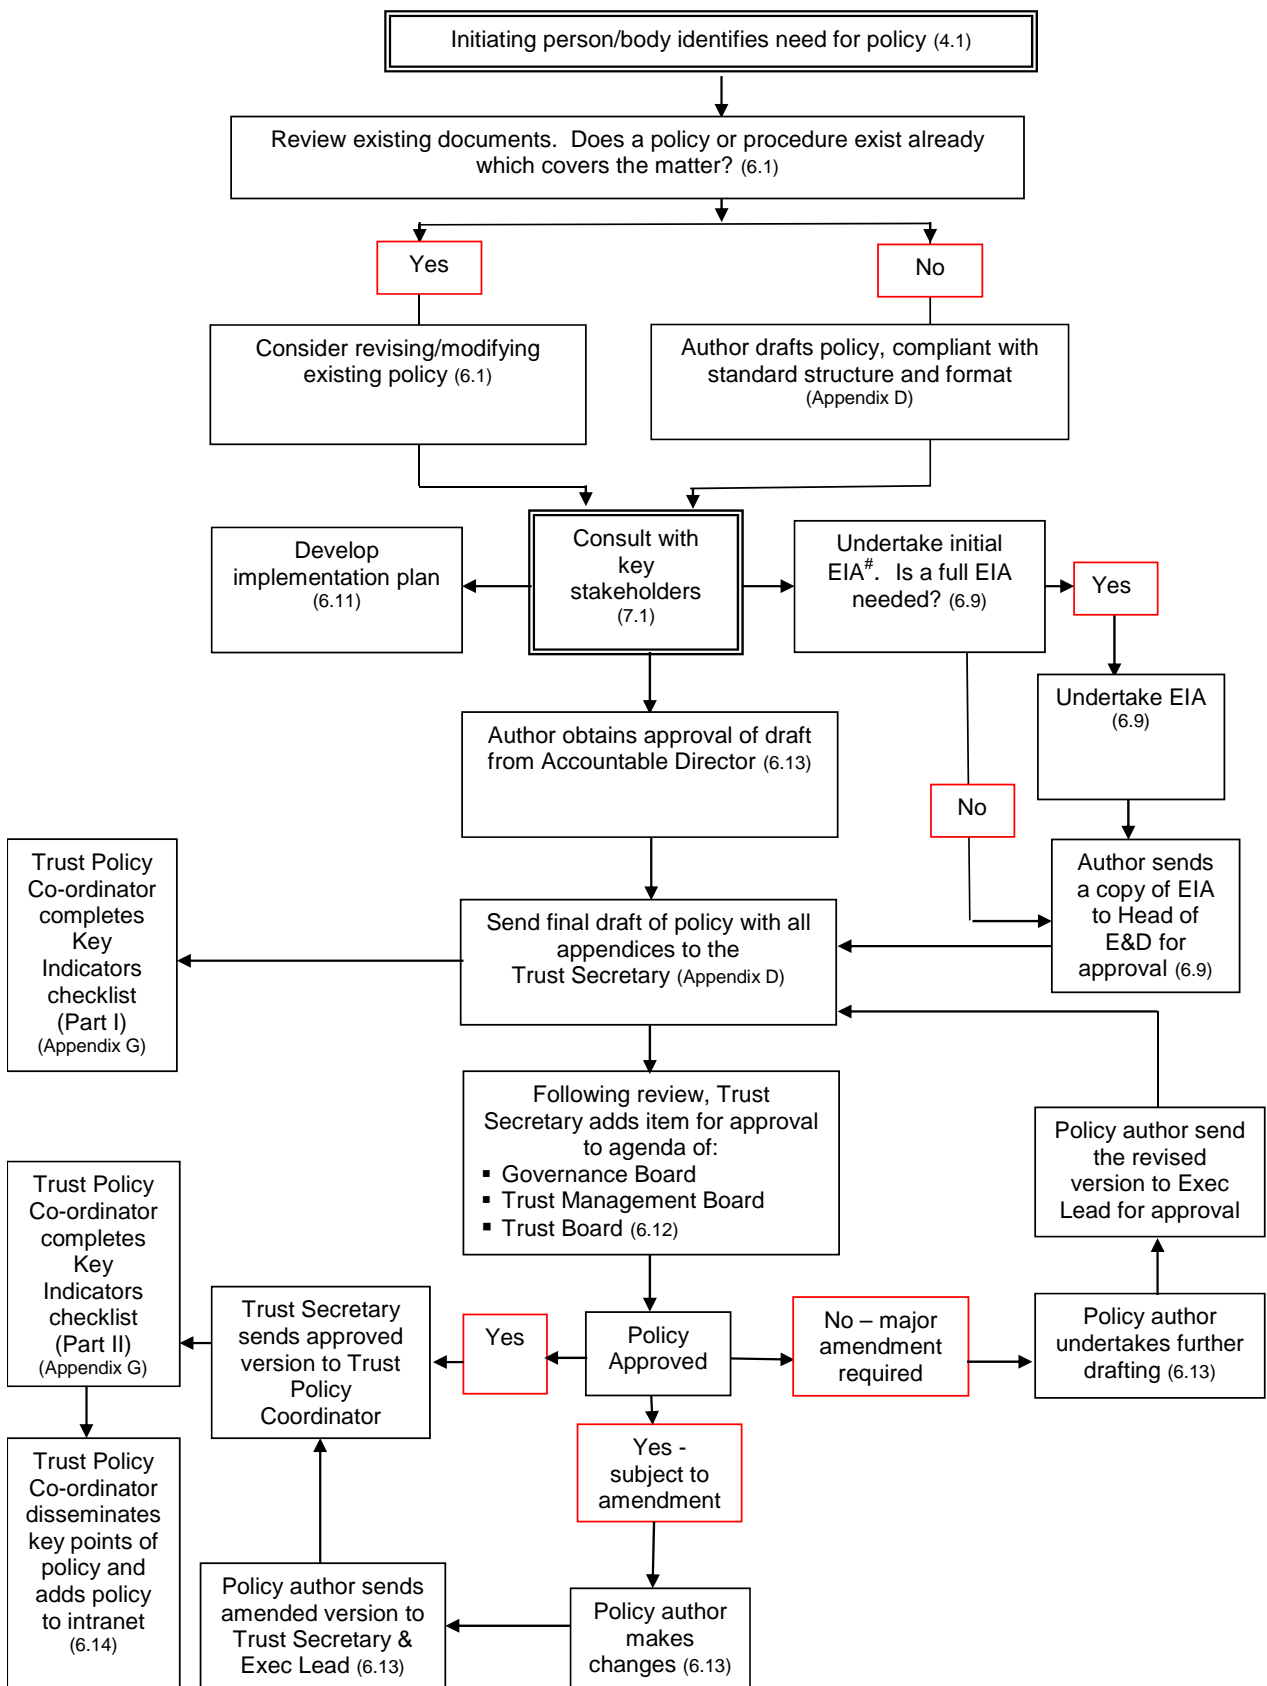 Initiating person/body identifies need for policy (4.1)
Review existing documents.  Does a policy or procedure exist already
which covers the matter? (6.1)
Yes
No
Consider revising/modifying
existing policy (6.1)
Author drafts policy, compliant with
standard structure and format
(Appendix D)
Develop
implementation plan
(6.11)
Consult with
key
stakeholders
(7.1)
Undertake initial
EIA#.  Is a full EIA
needed? (6.9)
Yes
Undertake EIA
(6.9)
Author obtains approval of draft
from Accountable Director (6.13)
No
Trust Policy
Co-ordinator
completes
Key
Indicators
checklist
(Part I)
(Appendix G)
Send final draft of policy with all
appendices to the
Trust Secretary (Appendix D)
Author sends
a copy of EIA
to Head of
E&D for
approval (6.9)
Following review, Trust
Secretary adds item for approval
to agenda of:
▪ Governance Board
▪ Trust Management Board
▪ Trust Board (6.12)
Policy author send
the revised
version to Exec
Lead for approval
Trust Policy
Co-ordinator
completes
Key
Indicators
checklist
(Part II)
(Appendix G)
Trust Secretary
sends approved
version to Trust
Policy
Coordinator
Yes
Policy
Approved
No – major
amendment
required
Policy author
undertakes further
drafting (6.13)
Yes -
subject to
amendment
Trust Policy
Co-ordinator
disseminates
key points of
policy and
adds policy
to intranet
(6.14)
Policy author sends
amended version to
Trust Secretary &
Exec Lead (6.13)
Policy author
makes
changes (6.13)